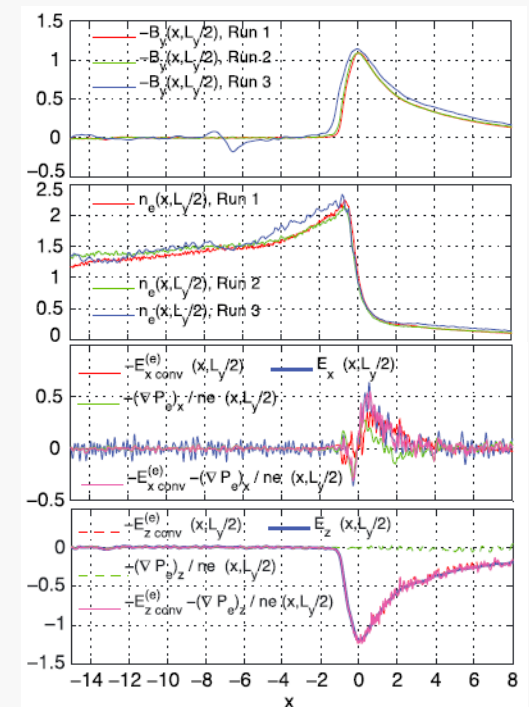 1.5
−B_y(x,L_y/2), Run 1
−B_y(x,L_y/2), Run 2
1
−B_y(x,L_y/2), Run 3
0.5
0
−0.5
2.5
n_e(x,L_y/2), Run 1
2
1.5
1
n_e(x,L_y/2), Run 2
0.5
n_e(x,L_y/2), Run 3
0
−E_x conv^(e) (x,L_y/2) E_x (x,L_y/2)
0.5
−(∇ P_e)_x / ne (x,L_y/2)
0
−E_x conv^(e) −(∇ P_e)_x / ne (x,L_y/2)
−0.5
−E_z conv^(e) (x,L_y/2) E_z (x,L_y/2)
0
−(∇ P_e)_z / ne (x,L_y/2)
−0.5
−E_z conv^(e) −(∇ P_e)_z / ne (x,L_y/2)
−1
−1.5
−14 −12 −10 −8 −6 −4 −2 0 2 4 6 8
x